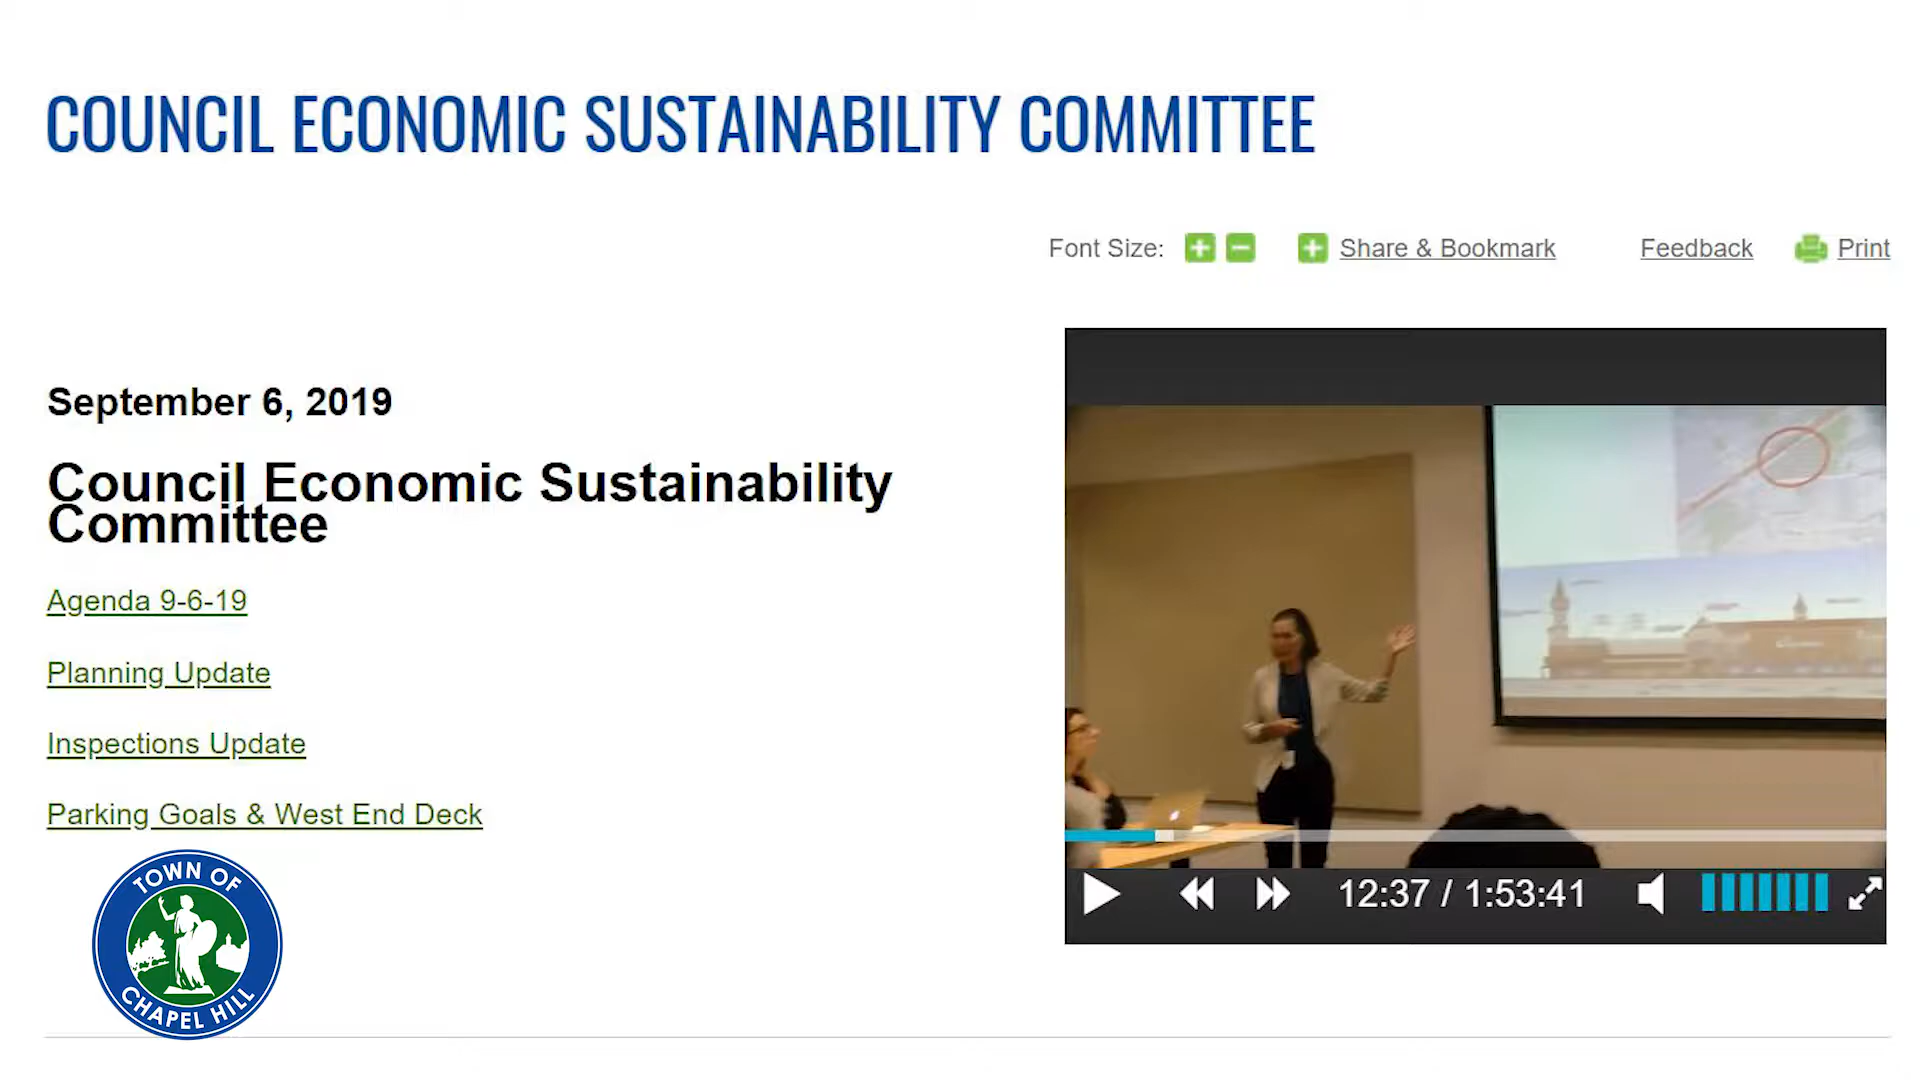 COUNCIL ECONOMIC SUSTAINABILITY COMMITTEE
Font Size: Share & Bookmark Feedback Print
September 6, 2019
Council Economic Sustainability
Committee
Agenda 9-6-19
Planning Update
Inspections Update
Parking Goals & West End Deck
12:37 / 1:53:41
TOWN OF
CHAPEL HILL